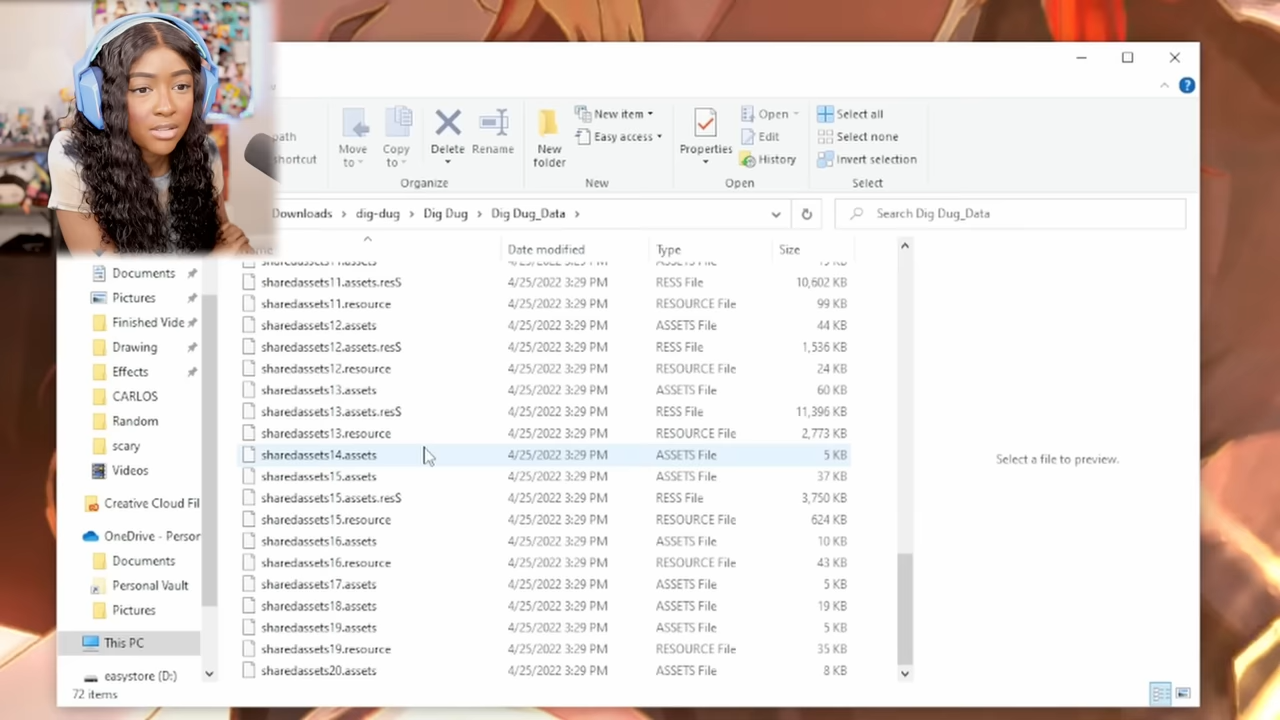 path
shortcut
Move to
Copy to
Delete
Rename
Organize
New folder
New item
Easy access
New
Properties
Open
Edit
History
Open
Select all
Select none
Invert selection
Select
Downloads > dig-dug > Dig Dug > Dig Dug_Data >
Search Dig Dug_Data
Date modified Type Size
sharedassets11.assets.resS 4/25/2022 3:29 PM RESS File 10,602 KB
sharedassets11.resource 4/25/2022 3:29 PM RESOURCE File 99 KB
sharedassets12.assets 4/25/2022 3:29 PM ASSETS File 44 KB
sharedassets12.assets.resS 4/25/2022 3:29 PM RESS File 1,536 KB
sharedassets12.resource 4/25/2022 3:29 PM RESOURCE File 24 KB
sharedassets13.assets 4/25/2022 3:29 PM ASSETS File 60 KB
sharedassets13.assets.resS 4/25/2022 3:29 PM RESS File 11,396 KB
sharedassets13.resource 4/25/2022 3:29 PM RESOURCE File 2,773 KB
sharedassets14.assets 4/25/2022 3:29 PM ASSETS File 5 KB
sharedassets15.assets 4/25/2022 3:29 PM ASSETS File 37 KB
sharedassets15.assets.resS 4/25/2022 3:29 PM RESS File 3,750 KB
sharedassets15.resource 4/25/2022 3:29 PM RESOURCE File 624 KB
sharedassets16.assets 4/25/2022 3:29 PM ASSETS File 10 KB
sharedassets16.resource 4/25/2022 3:29 PM RESOURCE File 43 KB
sharedassets17.assets 4/25/2022 3:29 PM ASSETS File 5 KB
sharedassets18.assets 4/25/2022 3:29 PM ASSETS File 19 KB
sharedassets19.assets 4/25/2022 3:29 PM ASSETS File 5 KB
sharedassets19.resource 4/25/2022 3:29 PM RESOURCE File 35 KB
sharedassets20.assets 4/25/2022 3:29 PM ASSETS File 8 KB
Documents
Pictures
Finished Vide
Drawing
Effects
CARLOS
Random
scary
Videos
Creative Cloud Fil
OneDrive - Person
Documents
Personal Vault
Pictures
This PC
easystore (D:)
72 items
Select a file to preview.